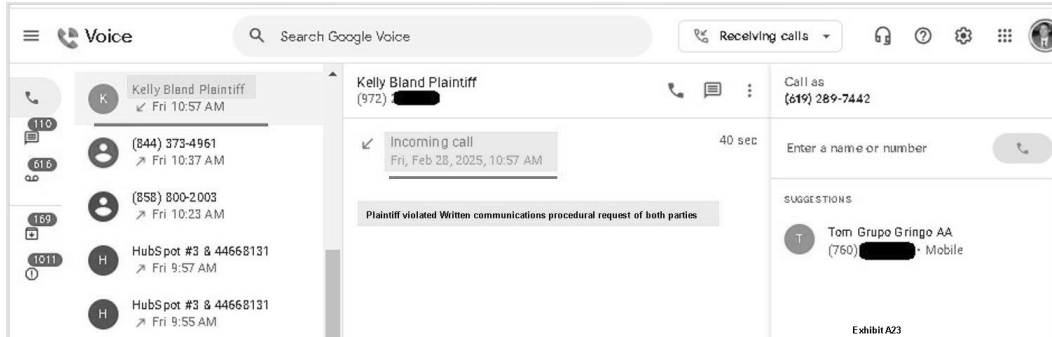 Voice
Search Google Voice
Receiving calls
110
616
169
1011
K
Kelly Bland Plaintiff
Fri 10:57 AM
(844) 373-4961
Fri 10:37 AM
(858) 800-2003
Fri 10:23 AM
H
HubSpot #3 & 44668131
Fri 9:57 AM
H
HubSpot #3 & 44668131
Fri 9:55 AM
Kelly Bland Plaintiff
(972)
Incoming call
40 sec
Fri, Feb 28, 2025, 10:57 AM
Plaintiff violated Written communications procedural request of both parties
Call as
(619) 289-7442
Enter a name or number
SUGGESTIONS
T
Tom Grupo Gringo AA
(760) • Mobile
Exhibit A23